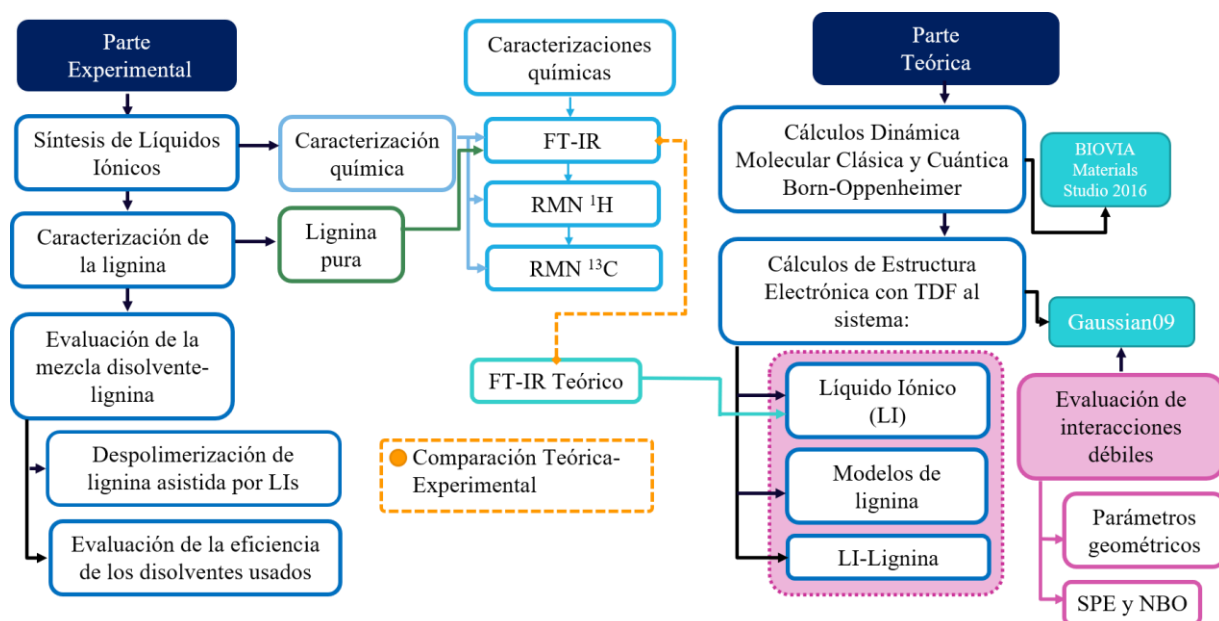 Parte
Experimental
Síntesis de Líquidos
Iónicos
Caracterización de
la lignina
Evaluación de la
mezcla disolvente-
lignina
Despolimerización de
lignina asistida por LIs
Evaluación de la eficiencia
de los disolventes usados
Caracterización
química
Lignina
pura
Caracterizaciones
químicas
FT-IR
RMN ¹H
RMN ¹³C
FT-IR Teórico
Comparación Teórica-
Experimental
Parte
Teórica
Cálculos Dinámica
Molecular Clásica y Cuántica
Born-Oppenheimer
BIOVIA
Materials
Studio 2016
Cálculos de Estructura
Electrónica con TDF al
sistema:
Gaussian09
Líquido Iónico
(LI)
Modelos de
lignina
LI-Lignina
Evaluación de
interacciones
débiles
Parámetros
geométricos
SPE y NBO